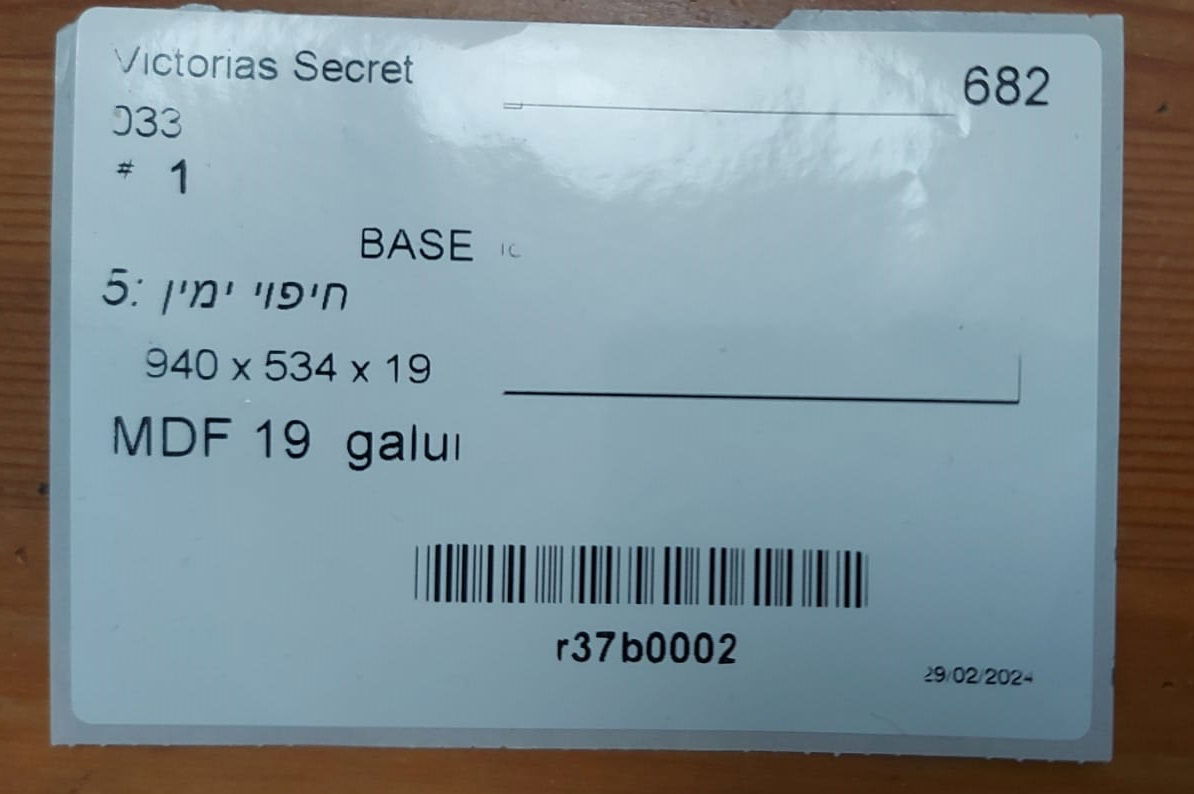 Victorias Secret
682
033
# 1
BASE
5: חיפוי ימין
940 x 534 x 19
MDF 19 galui
r37b0002
29/02/2024